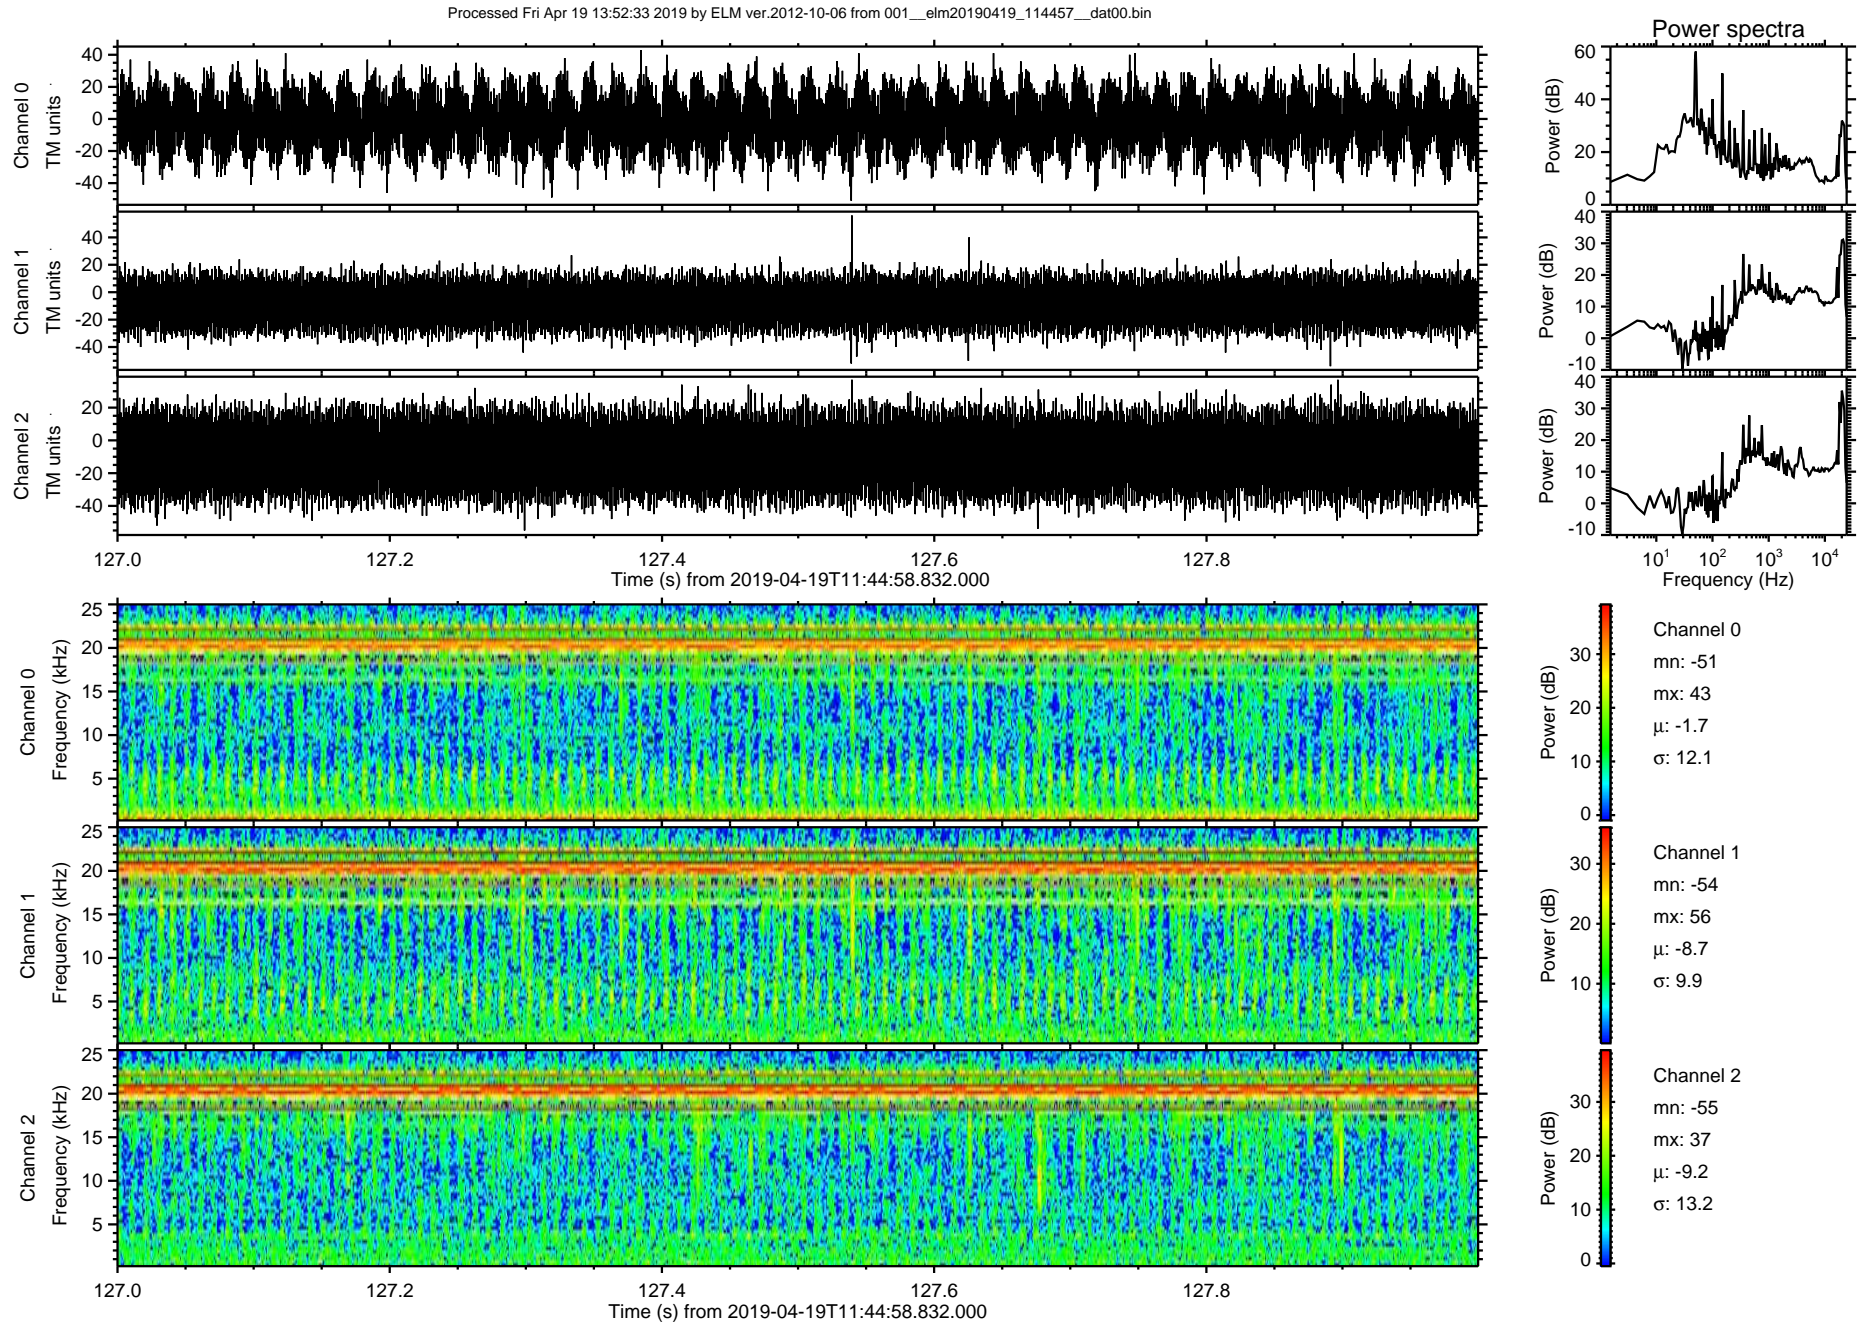 Processed Fri Apr 19 13:52:33 2019 by ELM ver.2012-10-06 from 001__elm20190419_114457__dat00.bin
Power spectra
Channel 0
TM units
40
20
0
-20
-40
Power (dB)
60
40
20
0
Channel 1
TM units
40
20
0
-20
-40
Power (dB)
40
30
20
10
0
-10
Channel 2
TM units
20
0
-20
-40
Power (dB)
40
30
20
10
0
-10
127.0 127.2 127.4 127.6 127.8
Time (s) from 2019-04-19T11:44:58.832.000
10¹ 10² 10³ 10⁴
Frequency (Hz)
Channel 0
Frequency (kHz)
25
20
15
10
5
Power (dB)
30
20
10
0
Channel 0
mn: -51
mx: 43
µ: -1.7
σ: 12.1
Channel 1
Frequency (kHz)
25
20
15
10
5
Power (dB)
30
20
10
Channel 1
mn: -54
mx: 56
µ: -8.7
σ: 9.9
Channel 2
Frequency (kHz)
25
20
15
10
5
Power (dB)
30
20
10
0
Channel 2
mn: -55
mx: 37
µ: -9.2
σ: 13.2
127.0 127.2 127.4 127.6 127.8
Time (s) from 2019-04-19T11:44:58.832.000